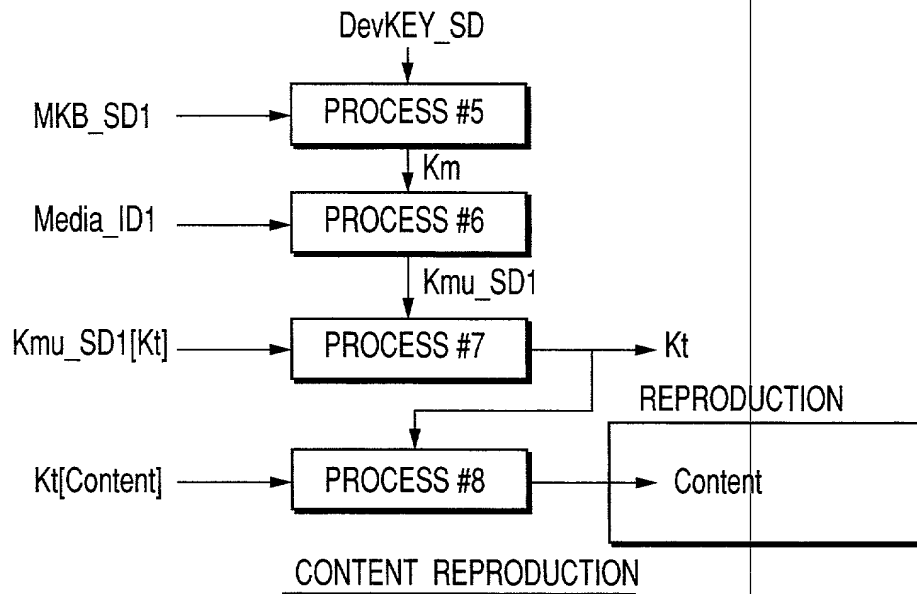 DevKEY_SD
MKB_SD1
PROCESS #5
Km
Media_ID1
PROCESS #6
Kmu_SD1
Kmu_SD1[Kt]
PROCESS #7
Kt
REPRODUCTION
Kt[Content]
PROCESS #8
Content
CONTENT REPRODUCTION